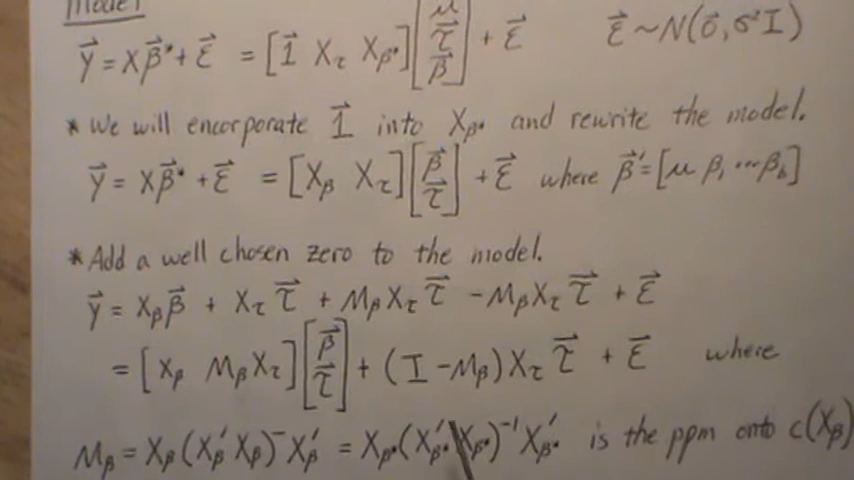 Model
Y⃗ = Xβ⃗* + ε⃗ = [1⃗ X_τ X_β*] [μ τ⃗ β⃗] + ε⃗    ε⃗ ~ N(0⃗, σ²I)
* We will encorporate 1⃗ into X_β* and rewrite the model.
Y⃗ = Xβ⃗* + ε⃗ = [X_β X_τ] [β⃗ τ⃗] + ε⃗ where β⃗' = [μ β₁ ... β_b]
* Add a well chosen zero to the model.
Y⃗ = X_β β⃗ + X_τ τ⃗ + M_β X_τ τ⃗ - M_β X_τ τ⃗ + ε⃗
= [X_β M_β X_τ] [β⃗ τ⃗] + (I - M_β) X_τ τ⃗ + ε⃗ where
M_β = X_β (X_β' X_β)⁻ X_β' = X_β* (X_β*' X_β*)⁻¹ X_β*' is the ppm onto C(X_β)